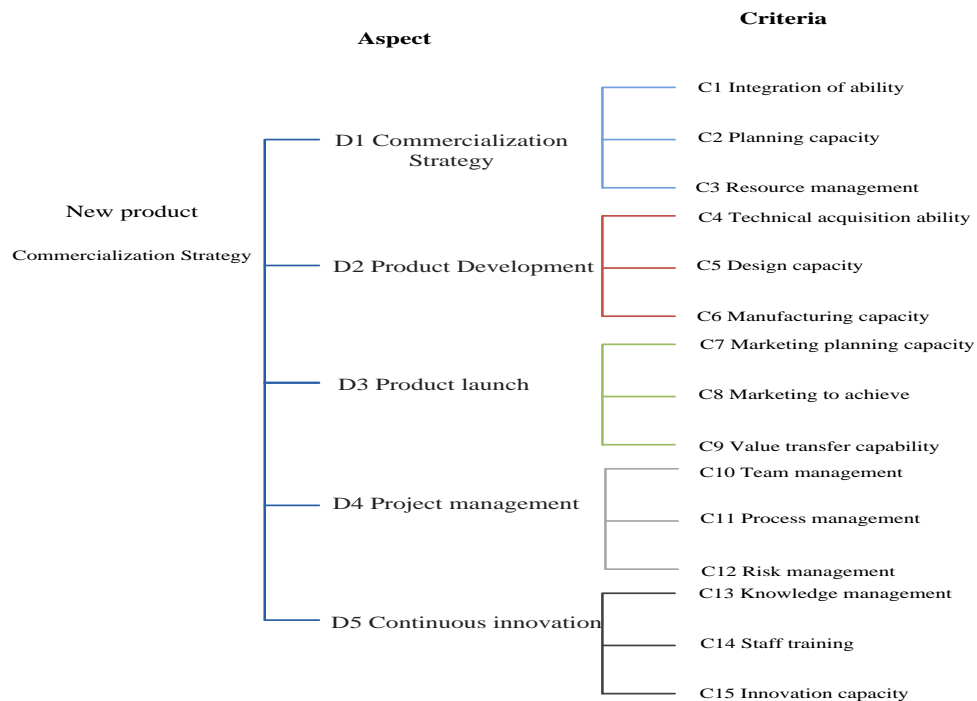 Aspect
Criteria
New product
Commercialization Strategy
D1 Commercialization
Strategy
C1 Integration of ability
C2 Planning capacity
C3 Resource management
D2 Product Development
C4 Technical acquisition ability
C5 Design capacity
C6 Manufacturing capacity
D3 Product launch
C7 Marketing planning capacity
C8 Marketing to achieve
C9 Value transfer capability
D4 Project management
C10 Team management
C11 Process management
C12 Risk management
D5 Continuous innovation
C13 Knowledge management
C14 Staff training
C15 Innovation capacity